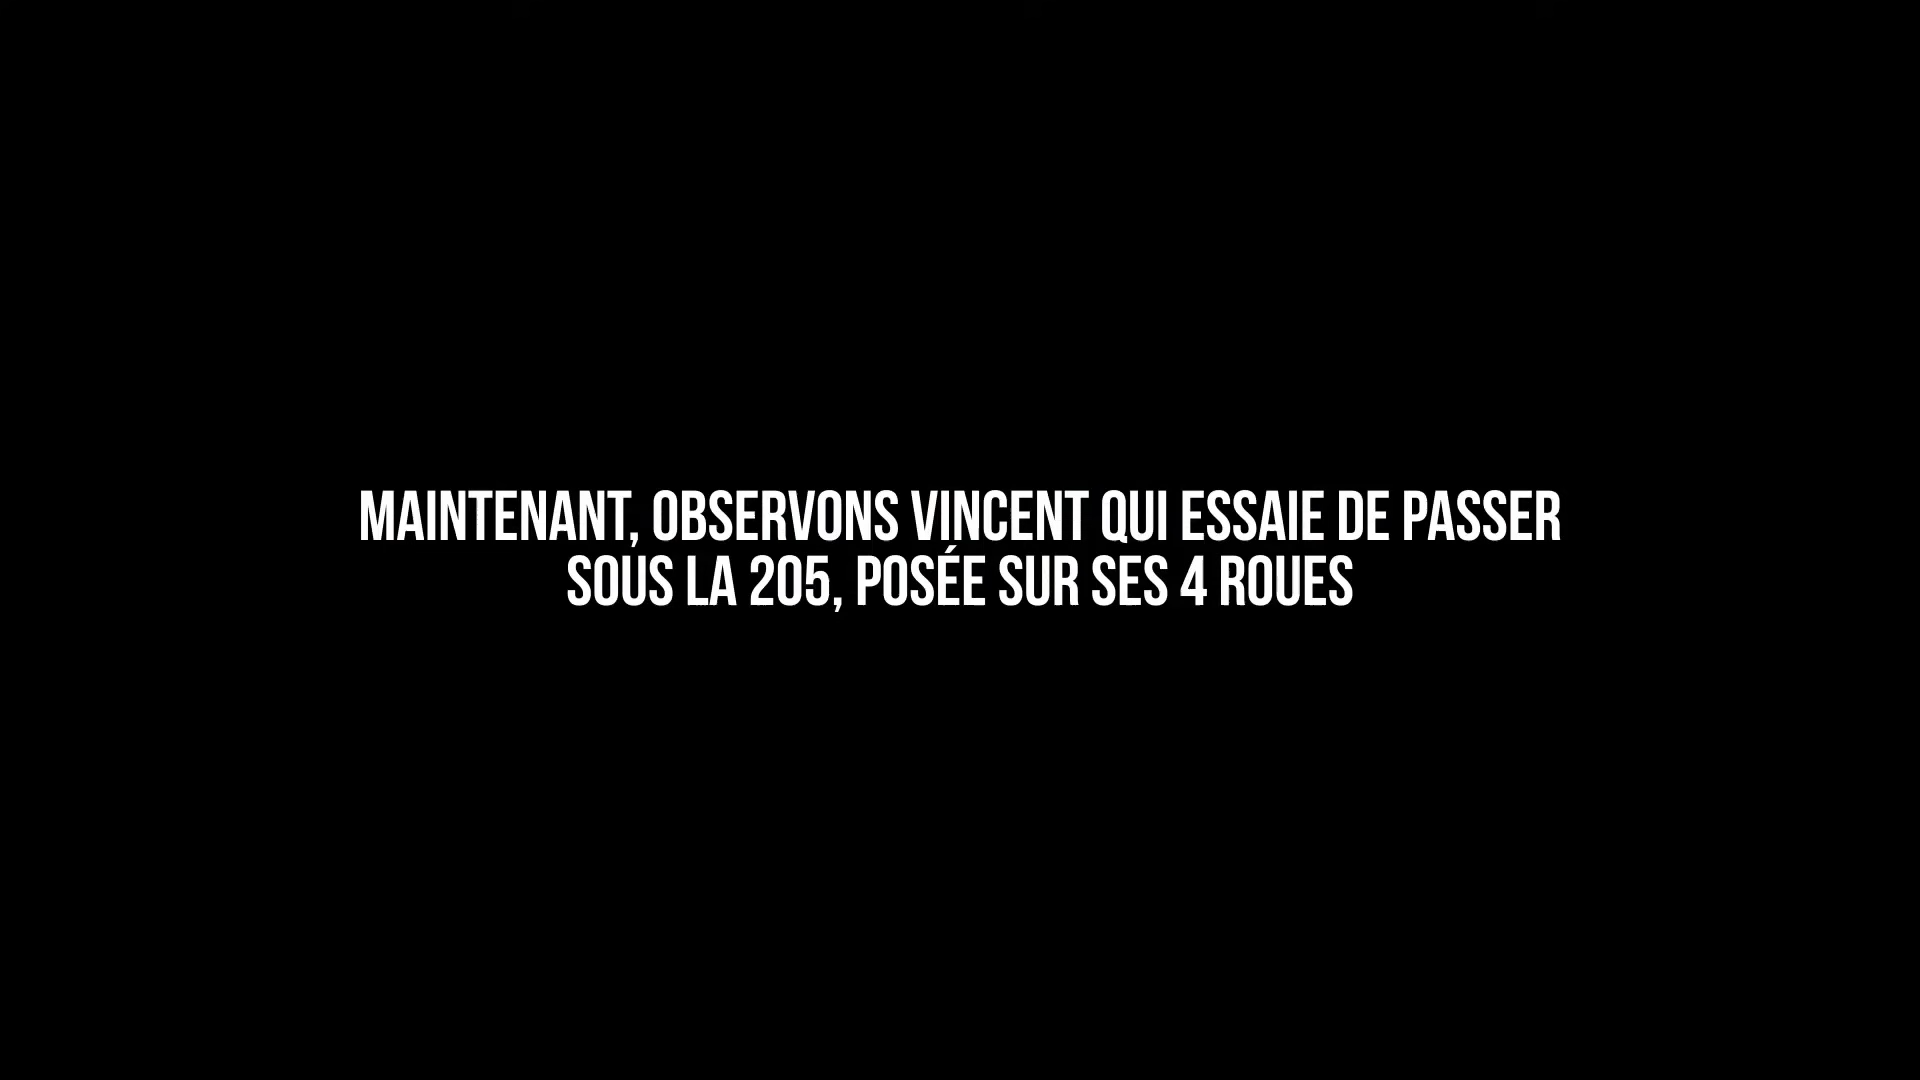 MAINTENANT, OBSERVONS VINCENT QUI ESSAIE DE PASSER
SOUS LA 205, POSÉE SUR SES 4 ROUES